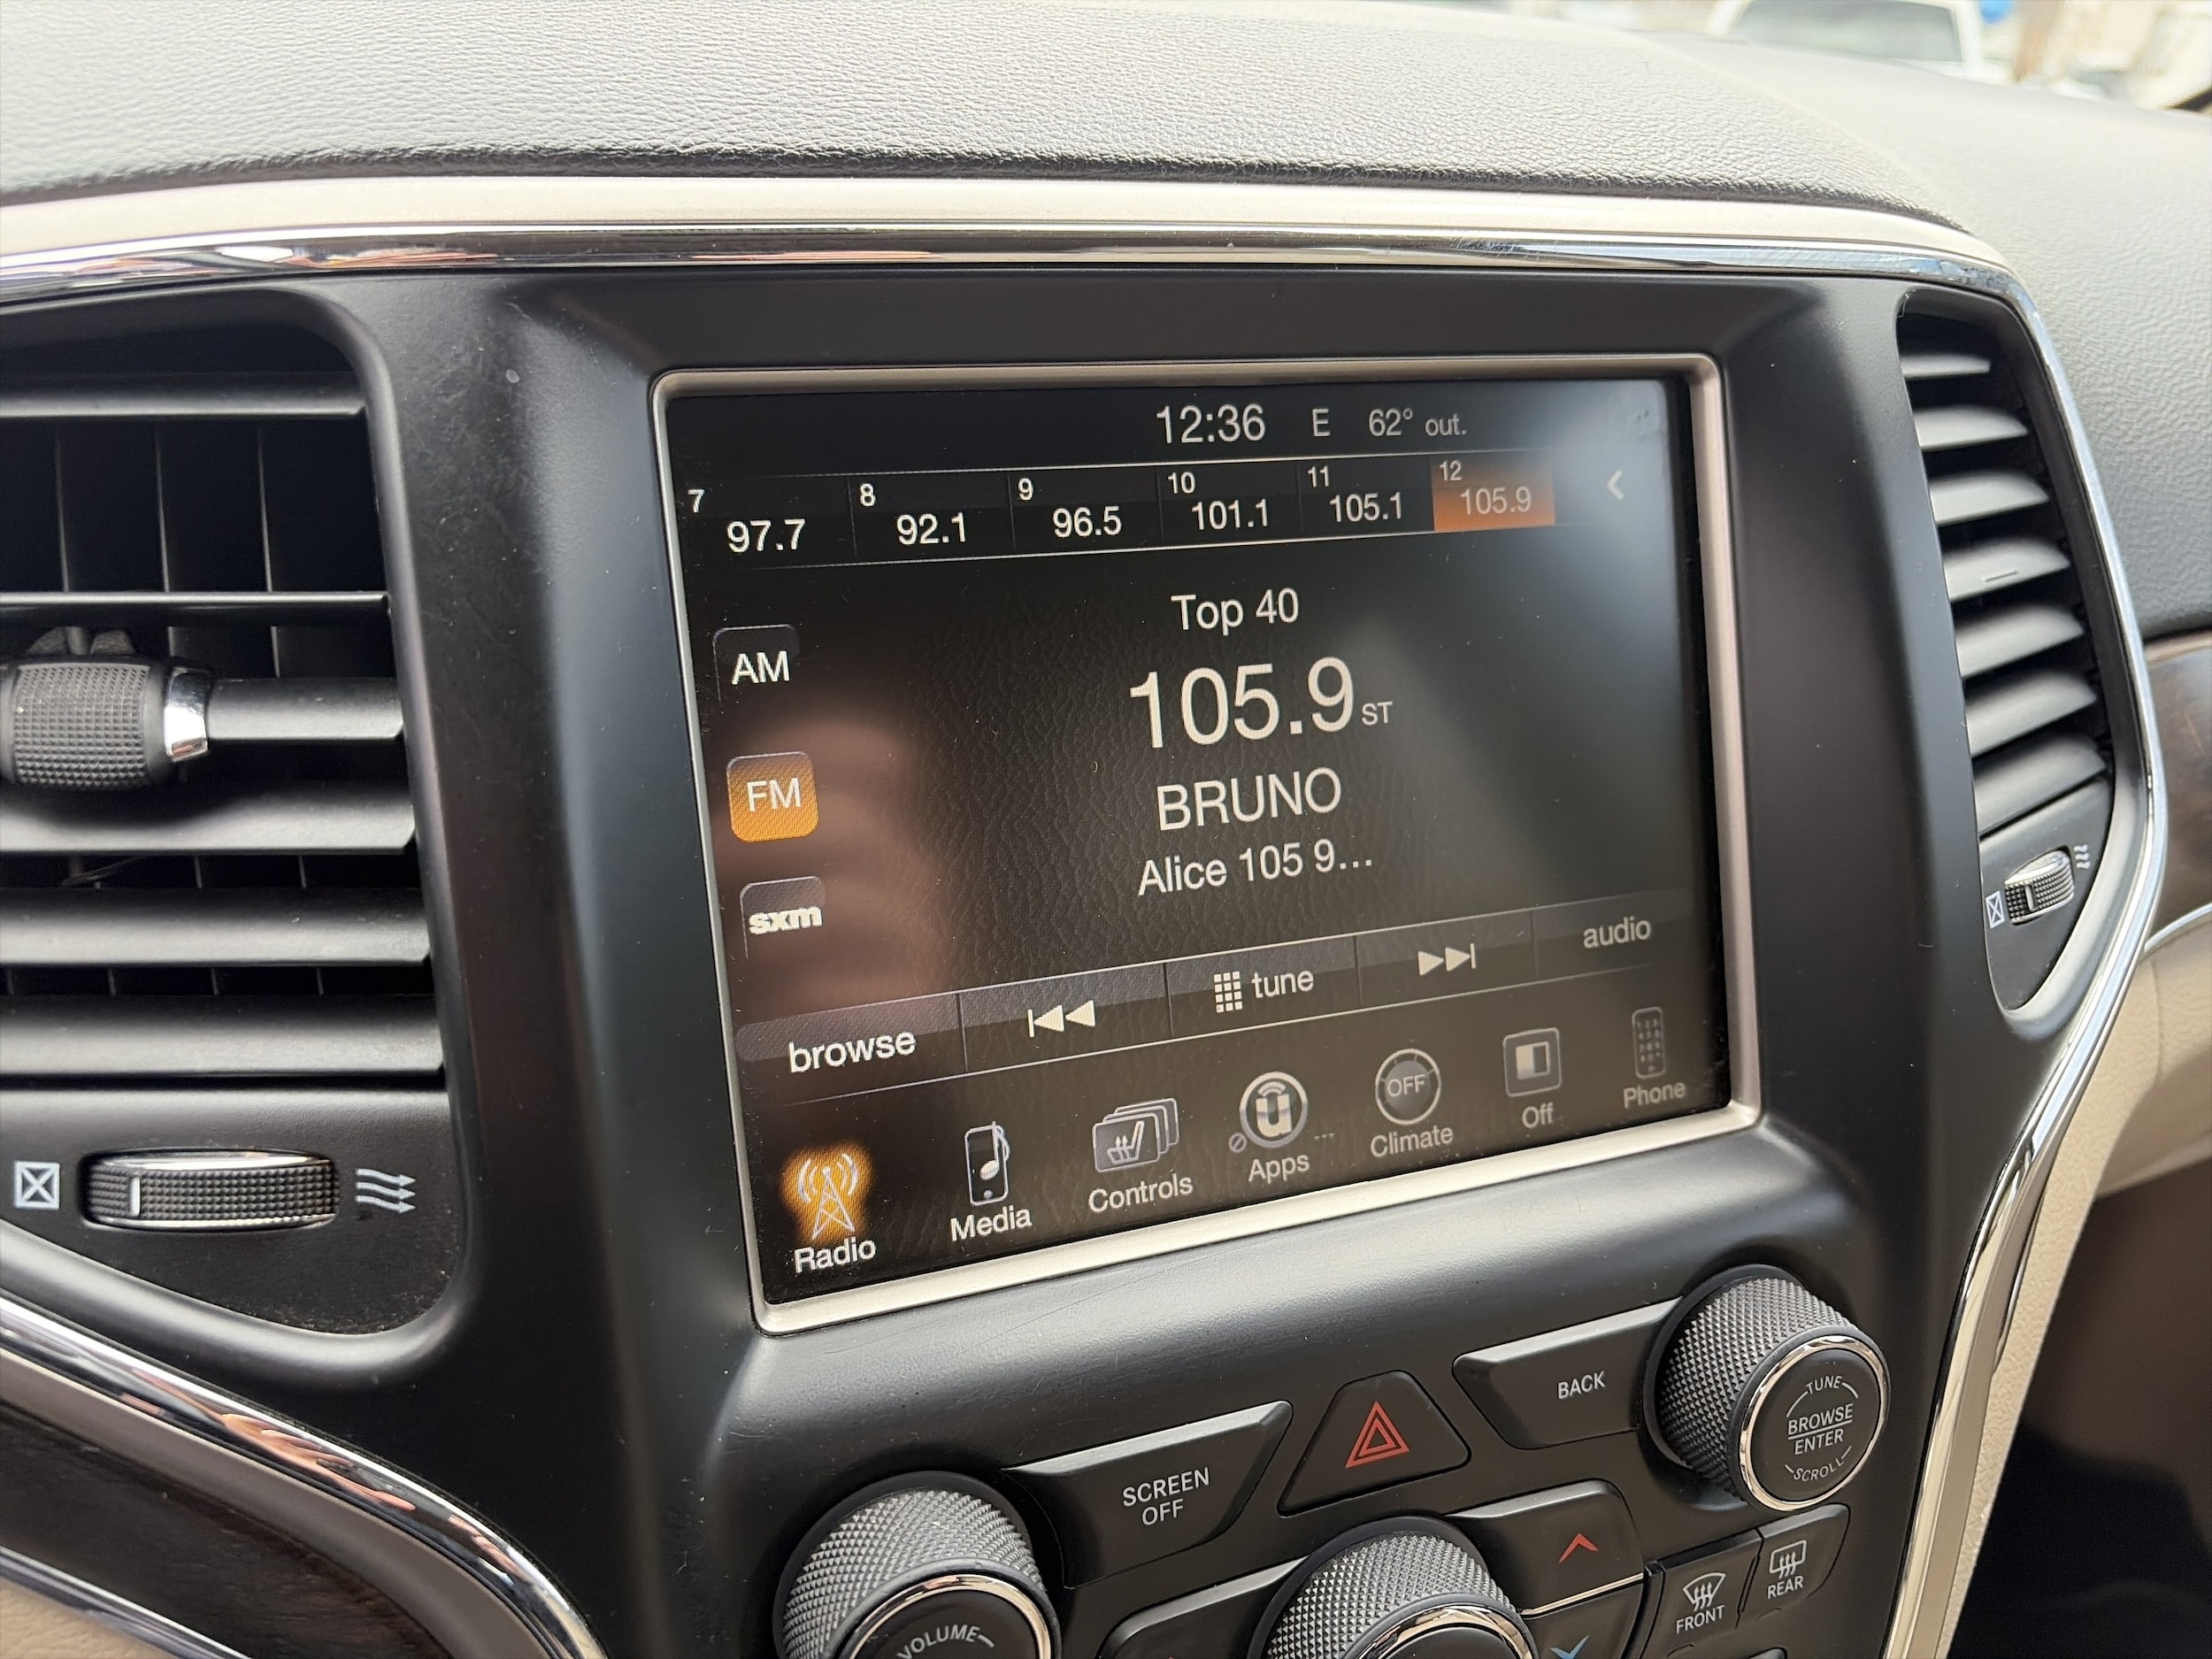 12:36 E 62° out.
7 8 9 10 11 12
97.7 92.1 96.5 101.1 105.1 105.9
Top 40
AM
105.9 ST
FM
BRUNO
Alice 105 9...
sxm
browse tune audio
OFF
Radio Media Controls Apps ... Climate Off Phone
BACK
TUNE
BROWSE
ENTER
SCROLL
SCREEN
OFF
VOLUME
FRONT
REAR